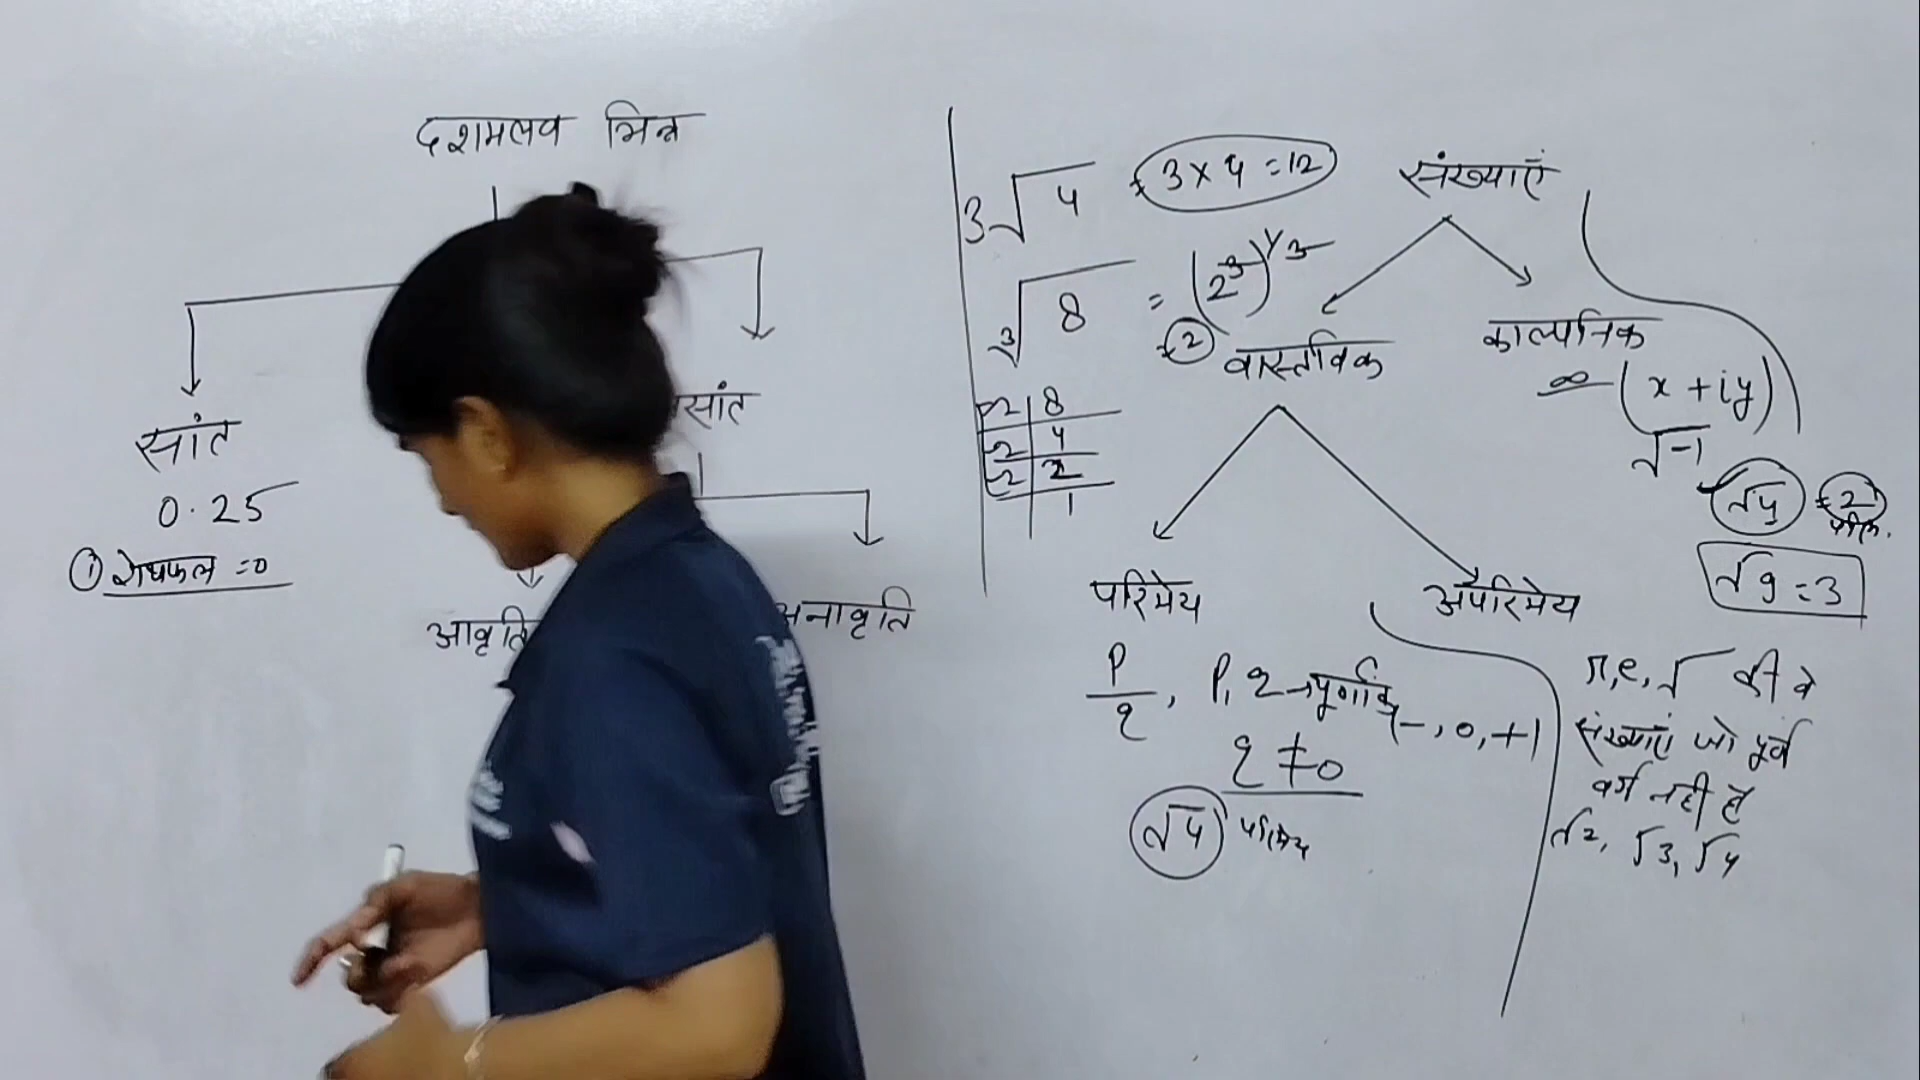 दशमलव भिन्न
सांत
0.25
① शेषफल = 0
सांत
आवृति
अनावृति
3√4 = 3 × 4 = 12
∛8 = (2³)^1/3
= 2
2 | 8
2 | 4
2 | 2
1
संख्याएं
वास्तविक
काल्पनिक
∞ (x + iy)
√-1
√4 = 2
√9 = 3
परिमेय
अपरिमेय
p/q, p, q → पूर्णांक
-, 0, +1
q ≠ 0
√4 परिमेय
π, e, √ की वे
संख्याएं जो पूर्ण
वर्ग नही हो
√2, √3, √4